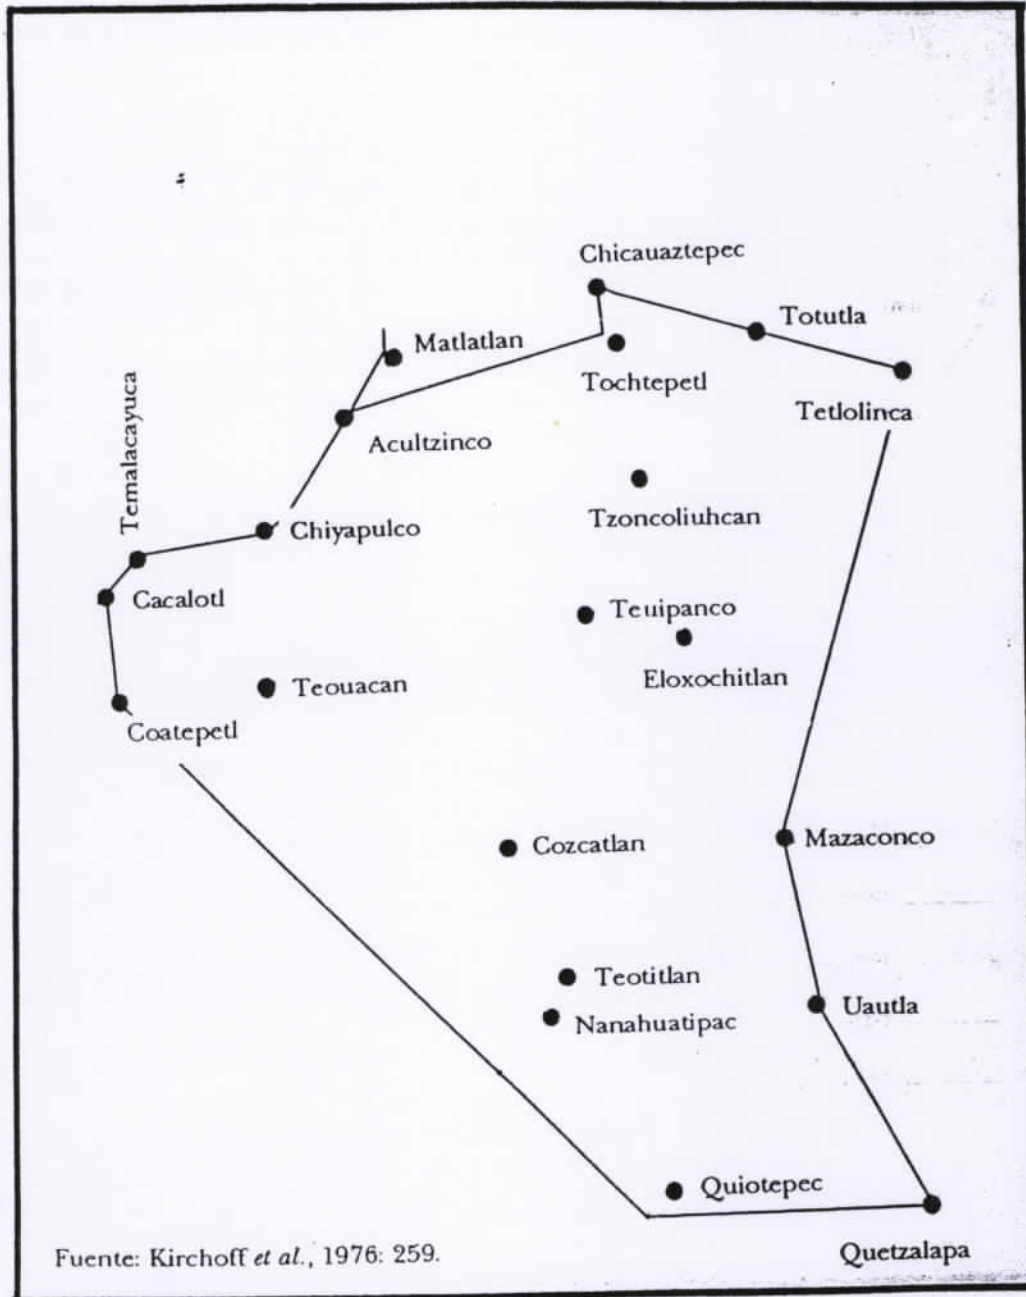 Chicauaztepec
Totutla
Matlatlan
Tochtepetl
Tetlolinca
Temalacayuca
Acultzinco
Tzoncoliuhcan
Chiyapulco
Cacalotl
Teuipanco
Eloxochitlan
Teouacan
Coatepetl
Cozcatlan
Mazaconco
Teotitlan
Uautla
Nanahuatipac
Quiotepec
Quetzalapa
Fuente: Kirchoff et al., 1976: 259.